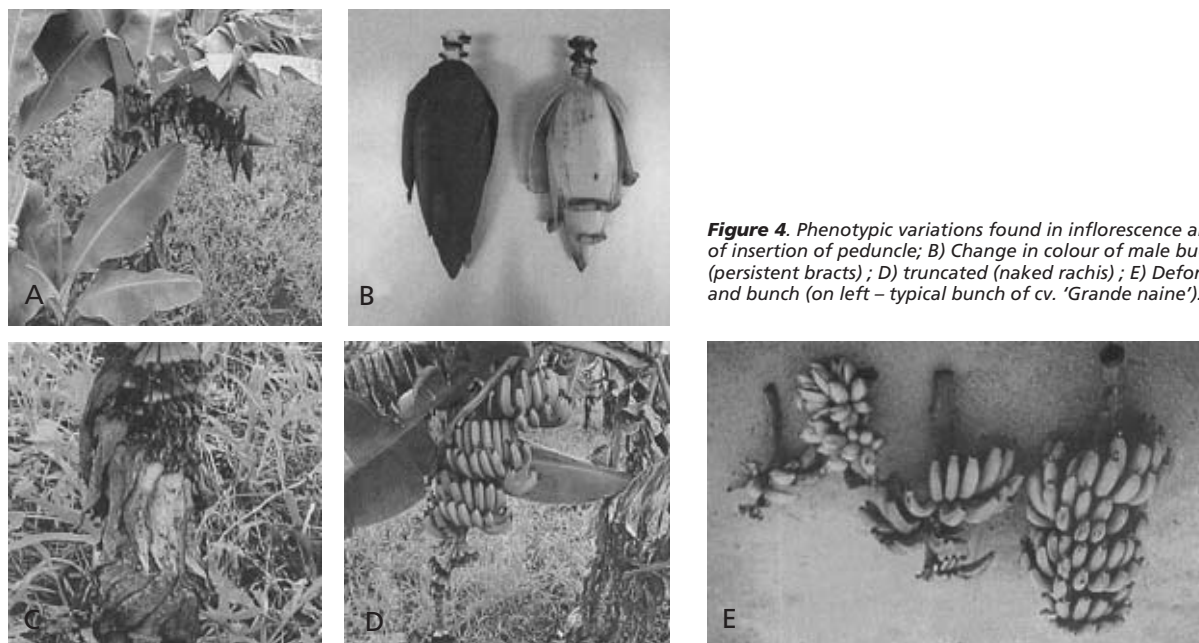 A
B
Figure 4. Phenotypic variations found in inflorescence a
of insertion of peduncle; B) Change in colour of male bu
(persistent bracts) ; D) truncated (naked rachis) ; E) Defor
and bunch (on left – typical bunch of cv. ‘Grande naine’).
C
D
E